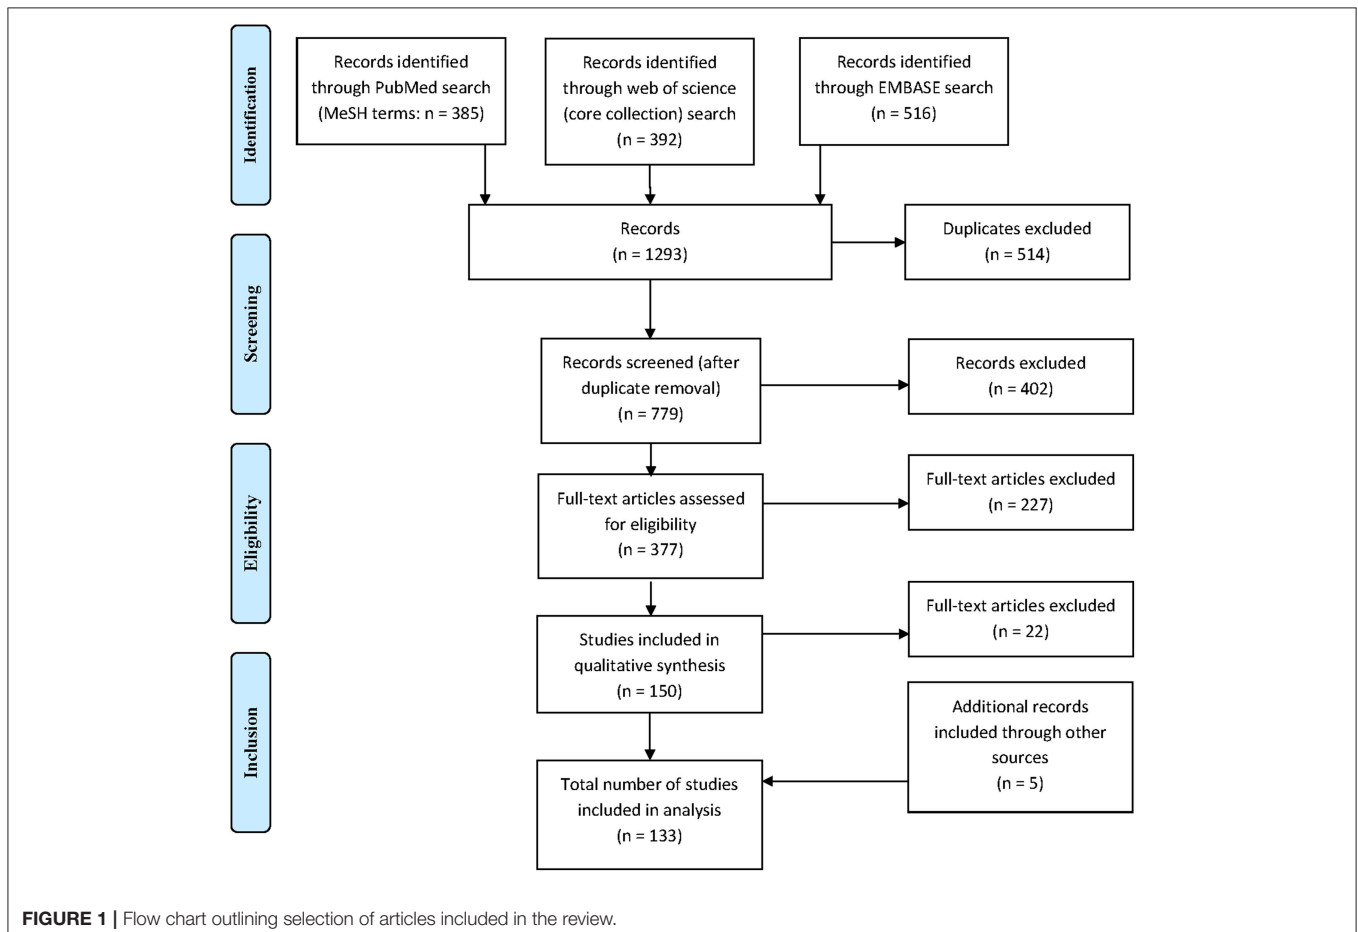 Identification
Records identified
through PubMed search
(MeSH terms: n = 385)
Records identified
through web of science
(core collection) search
(n = 392)
Records identified
through EMBASE search
(n = 516)
Records
(n = 1293)
Duplicates excluded
(n = 514)
Screening
Records screened (after
duplicate removal)
(n = 779)
Records excluded
(n = 402)
Eligibility
Full-text articles assessed
for eligibility
(n = 377)
Full-text articles excluded
(n = 227)
Studies included in
qualitative synthesis
(n = 150)
Full-text articles excluded
(n = 22)
Inclusion
Additional records
included through other
sources
(n = 5)
Total number of studies
included in analysis
(n = 133)
FIGURE 1 | Flow chart outlining selection of articles included in the review.